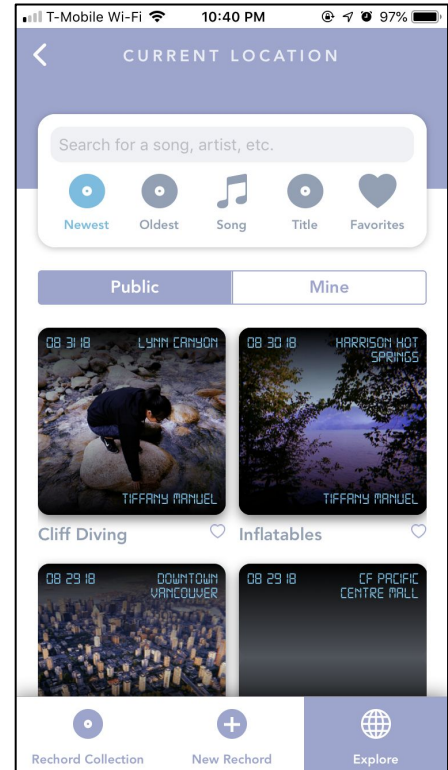 T-Mobile Wi-Fi 10:40 PM 97%
CURRENT LOCATION
Search for a song, artist, etc.
Newest Oldest Song Title Favorites
Public Mine
08 31 18 LYNN CANYON
TIFFANY MANUEL
Cliff Diving
08 30 18 HARRISON HOT
SPRINGS
TIFFANY MANUEL
Inflatables
08 29 18 DOWNTOWN
VANCOUVER
08 29 18 CF PACIFIC
CENTRE MALL
Rechord Collection New Rechord Explore